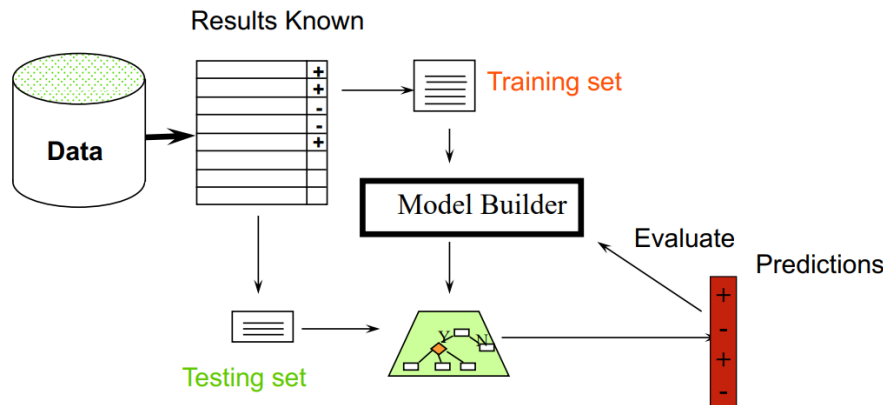 Results Known
+
+
-
-
+
Training set
Data
Model Builder
Evaluate
Predictions
Y
N
+
-
+
-
Testing set